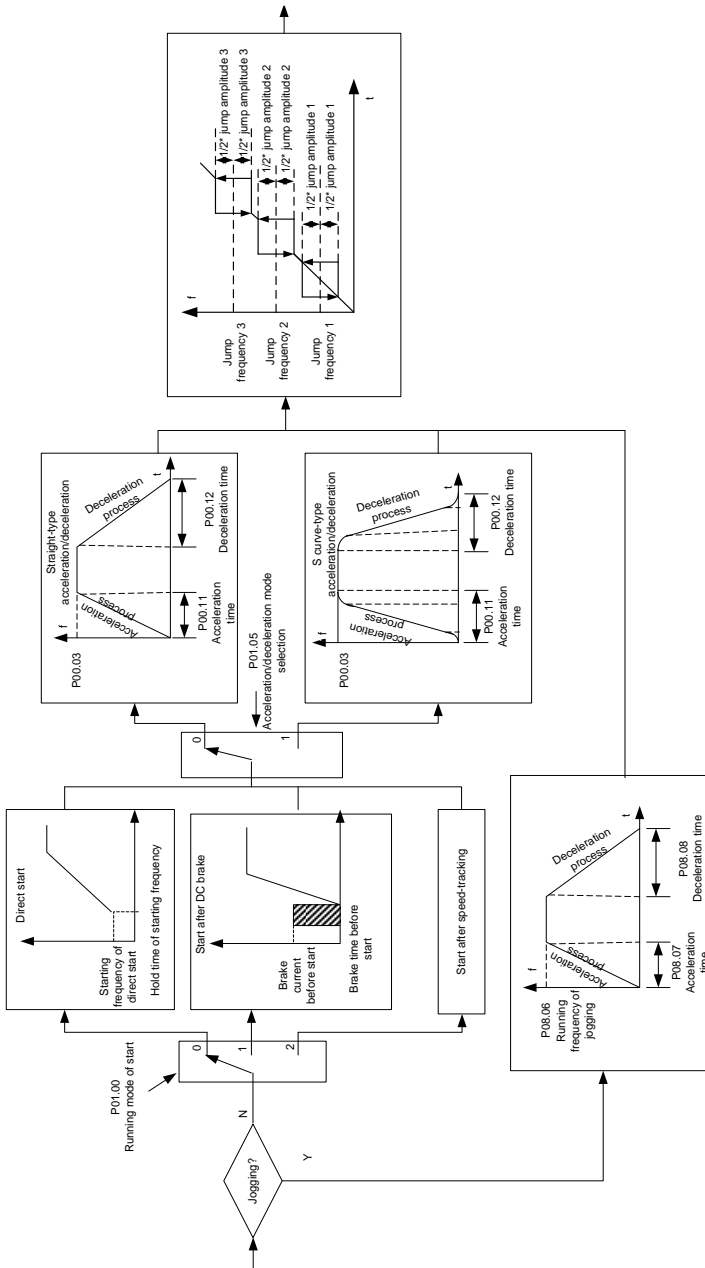 Jogging?
N
Y
P01.00
Running mode of start
0
1
2
Direct start
Starting
frequency of
direct start
Hold time of starting frequency
Start after DC brake
Brake
current
before start
Brake time before
start
Start after speed-tracking
P01.05
Acceleration/deceleration mode
selection
0
1
Straight-type
acceleration/deceleration
f
P00.03
Acceleration
process
Deceleration
process
t
P00.11
Acceleration
time
P00.12
Deceleration time
S curve-type
acceleration/deceleration
f
P00.03
Acceleration
process
Deceleration
process
t
P00.11
Acceleration
time
P00.12
Deceleration time
f
P08.06
Running
frequency of
jogging
Acceleration
process
Deceleration
process
t
P08.07
Acceleration
time
P08.08
Deceleration time
f
Jump
frequency 3
Jump
frequency 2
Jump
frequency 1
1/2* jump amplitude 3
1/2* jump amplitude 3
1/2* jump amplitude 2
1/2* jump amplitude 2
1/2* jump amplitude 1
1/2* jump amplitude 1
t